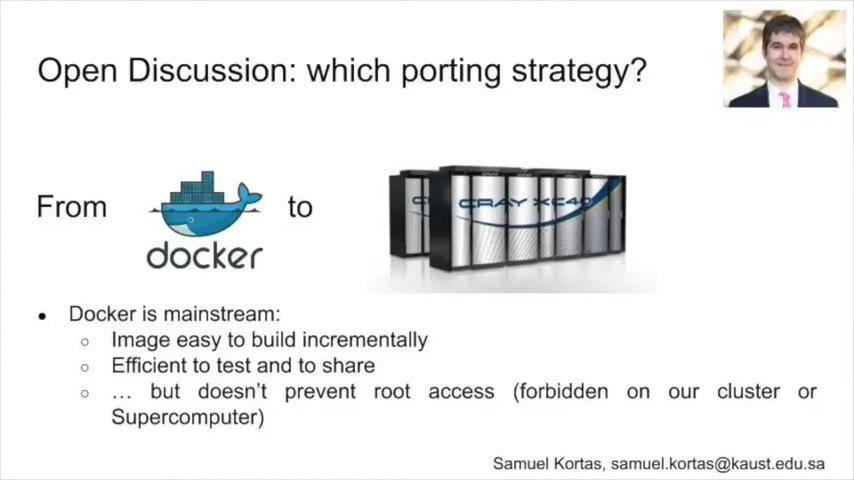 Open Discussion: which porting strategy?
From
docker
to
CRAY XC40
● Docker is mainstream:
○ Image easy to build incrementally
○ Efficient to test and to share
○ … but doesn’t prevent root access (forbidden on our cluster or
Supercomputer)
Samuel Kortas, samuel.kortas@kaust.edu.sa